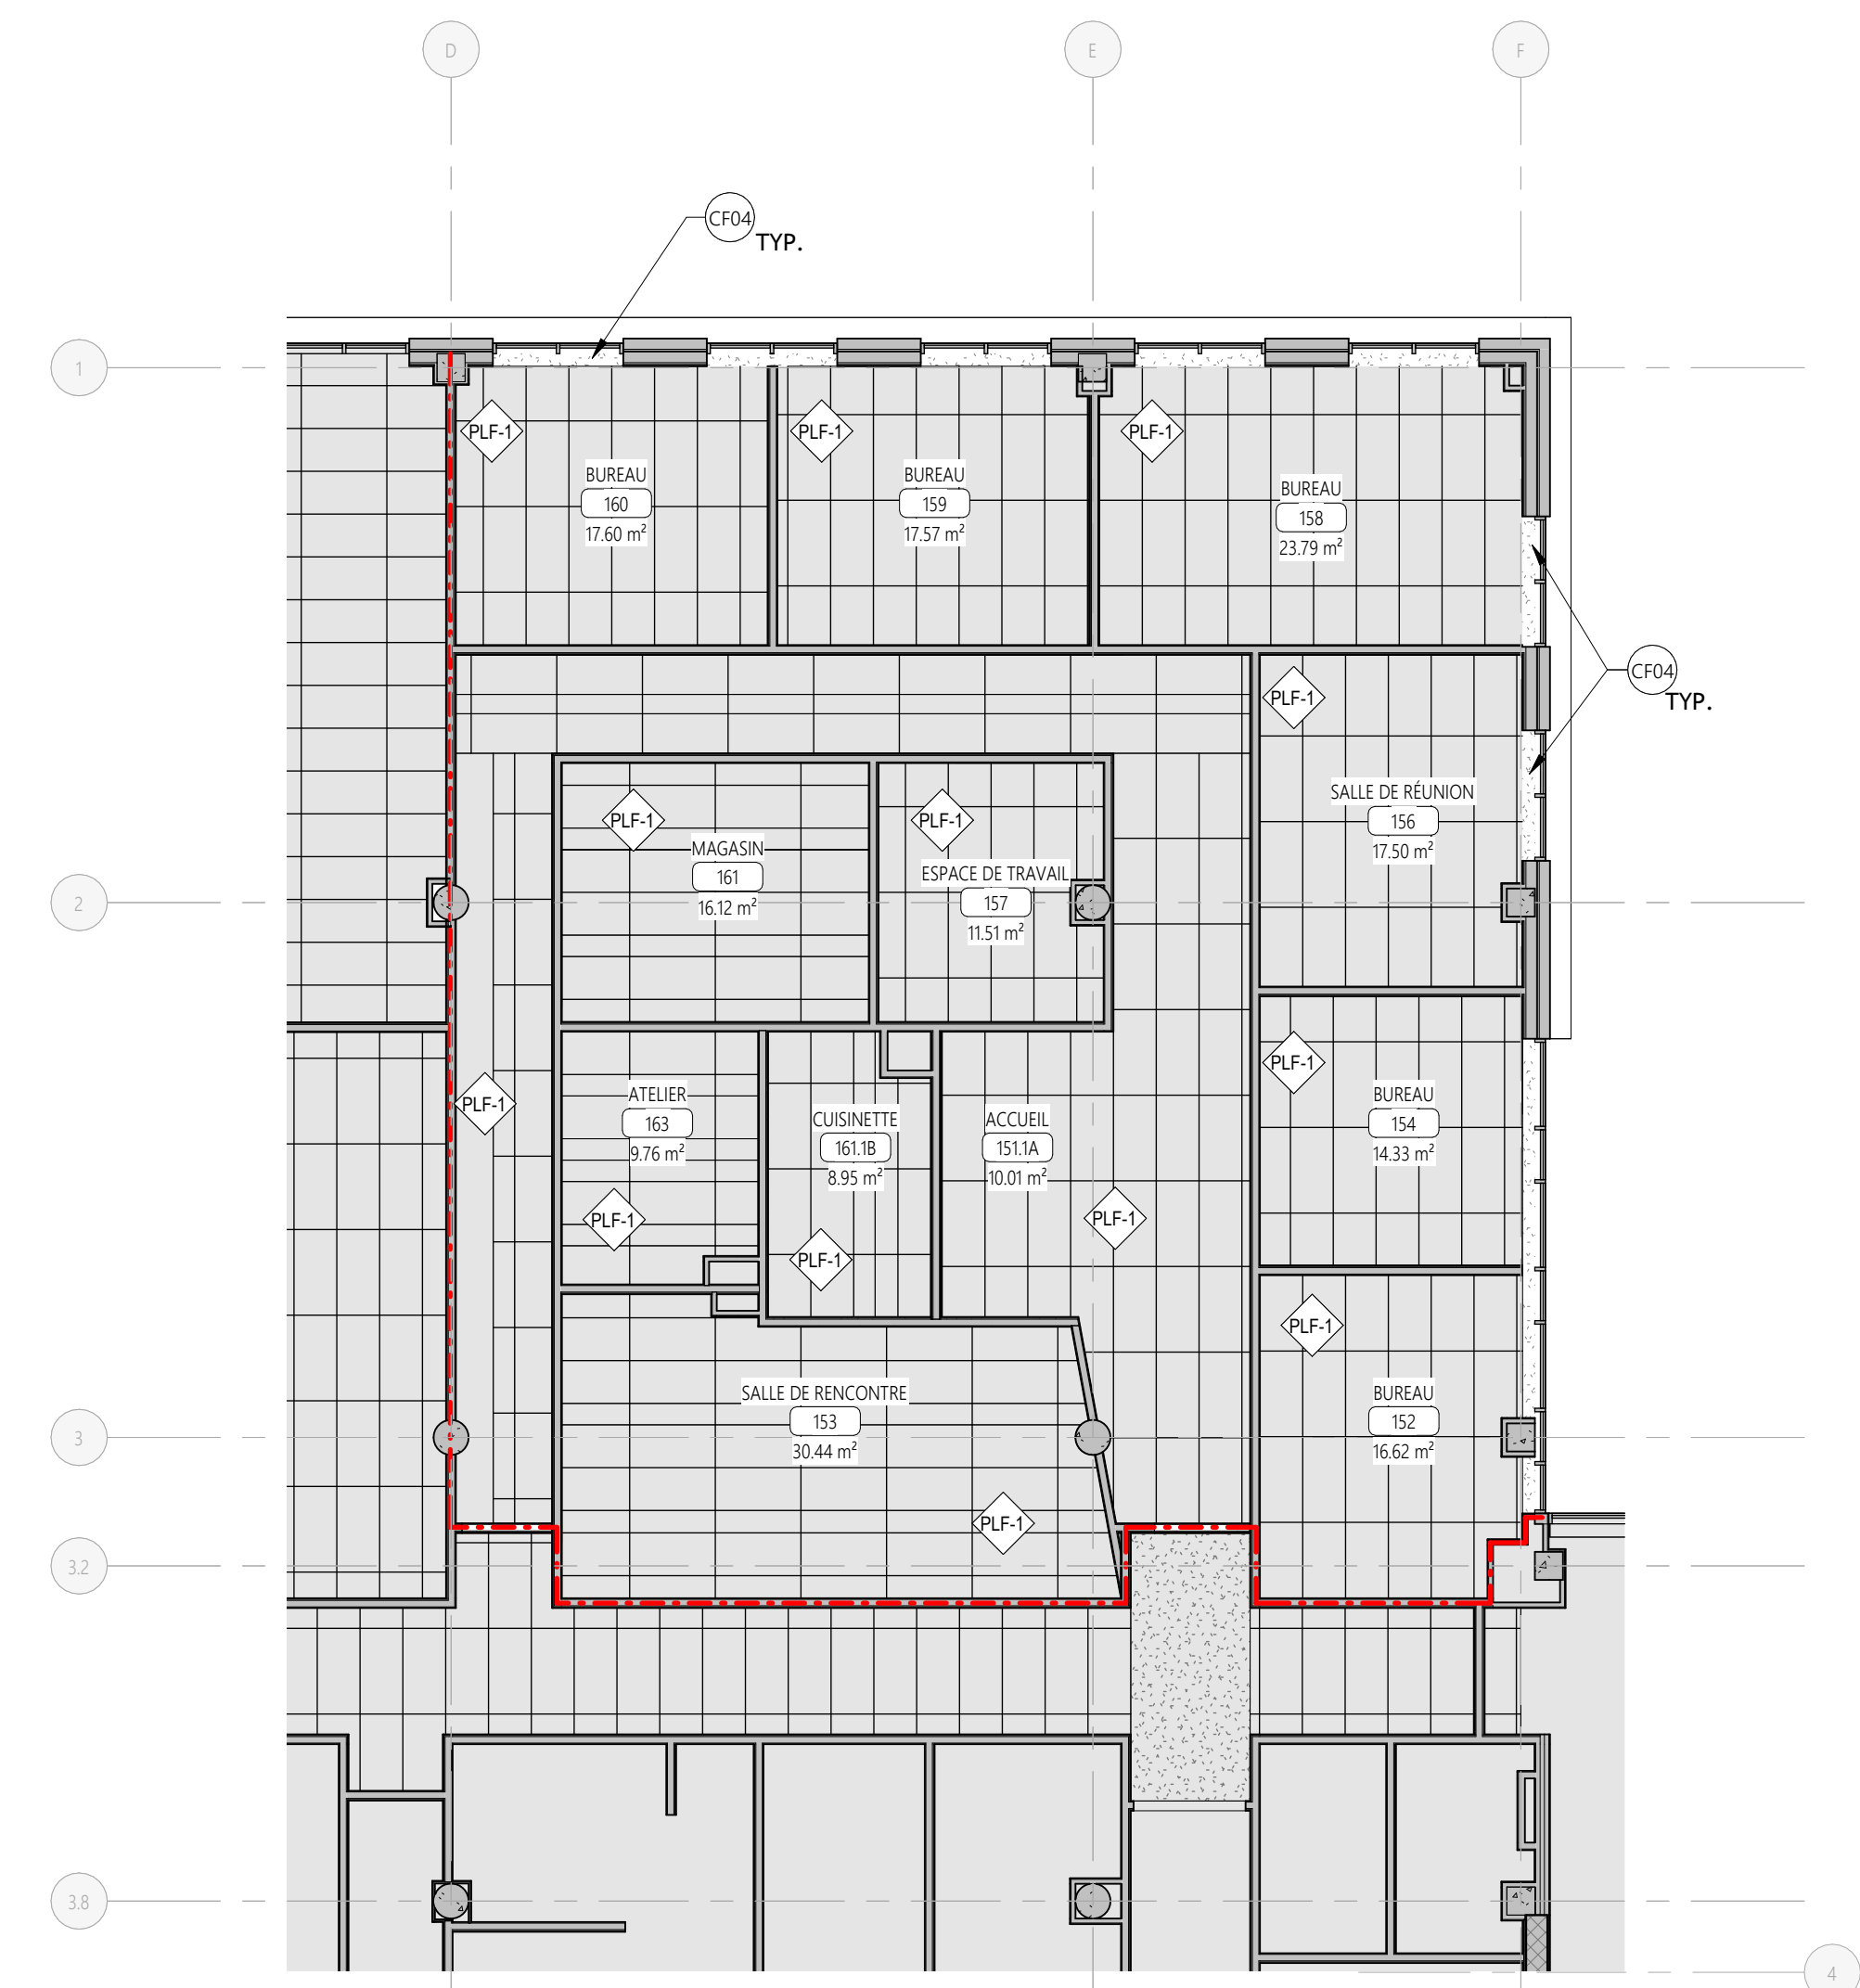 D
E
F
CF04
TYP.
1
PLF-1
PLF-1
PLF-1
BUREAU
160
17.60 m²
BUREAU
159
17.57 m²
BUREAU
158
23.79 m²
CF04
TYP.
PLF-1
SALLE DE RÉUNION
156
17.50 m²
PLF-1
MAGASIN
161
16.12 m²
PLF-1
ESPACE DE TRAVAIL
157
11.51 m²
2
PLF-1
ATELIER
163
9.76 m²
PLF-1
CUISINETTE
161.1B
8.95 m²
PLF-1
ACCUEIL
151.1A
10.01 m²
PLF-1
PLF-1
BUREAU
154
14.33 m²
PLF-1
BUREAU
152
16.62 m²
SALLE DE RENCONTRE
153
30.44 m²
PLF-1
3
3.2
3.8
4